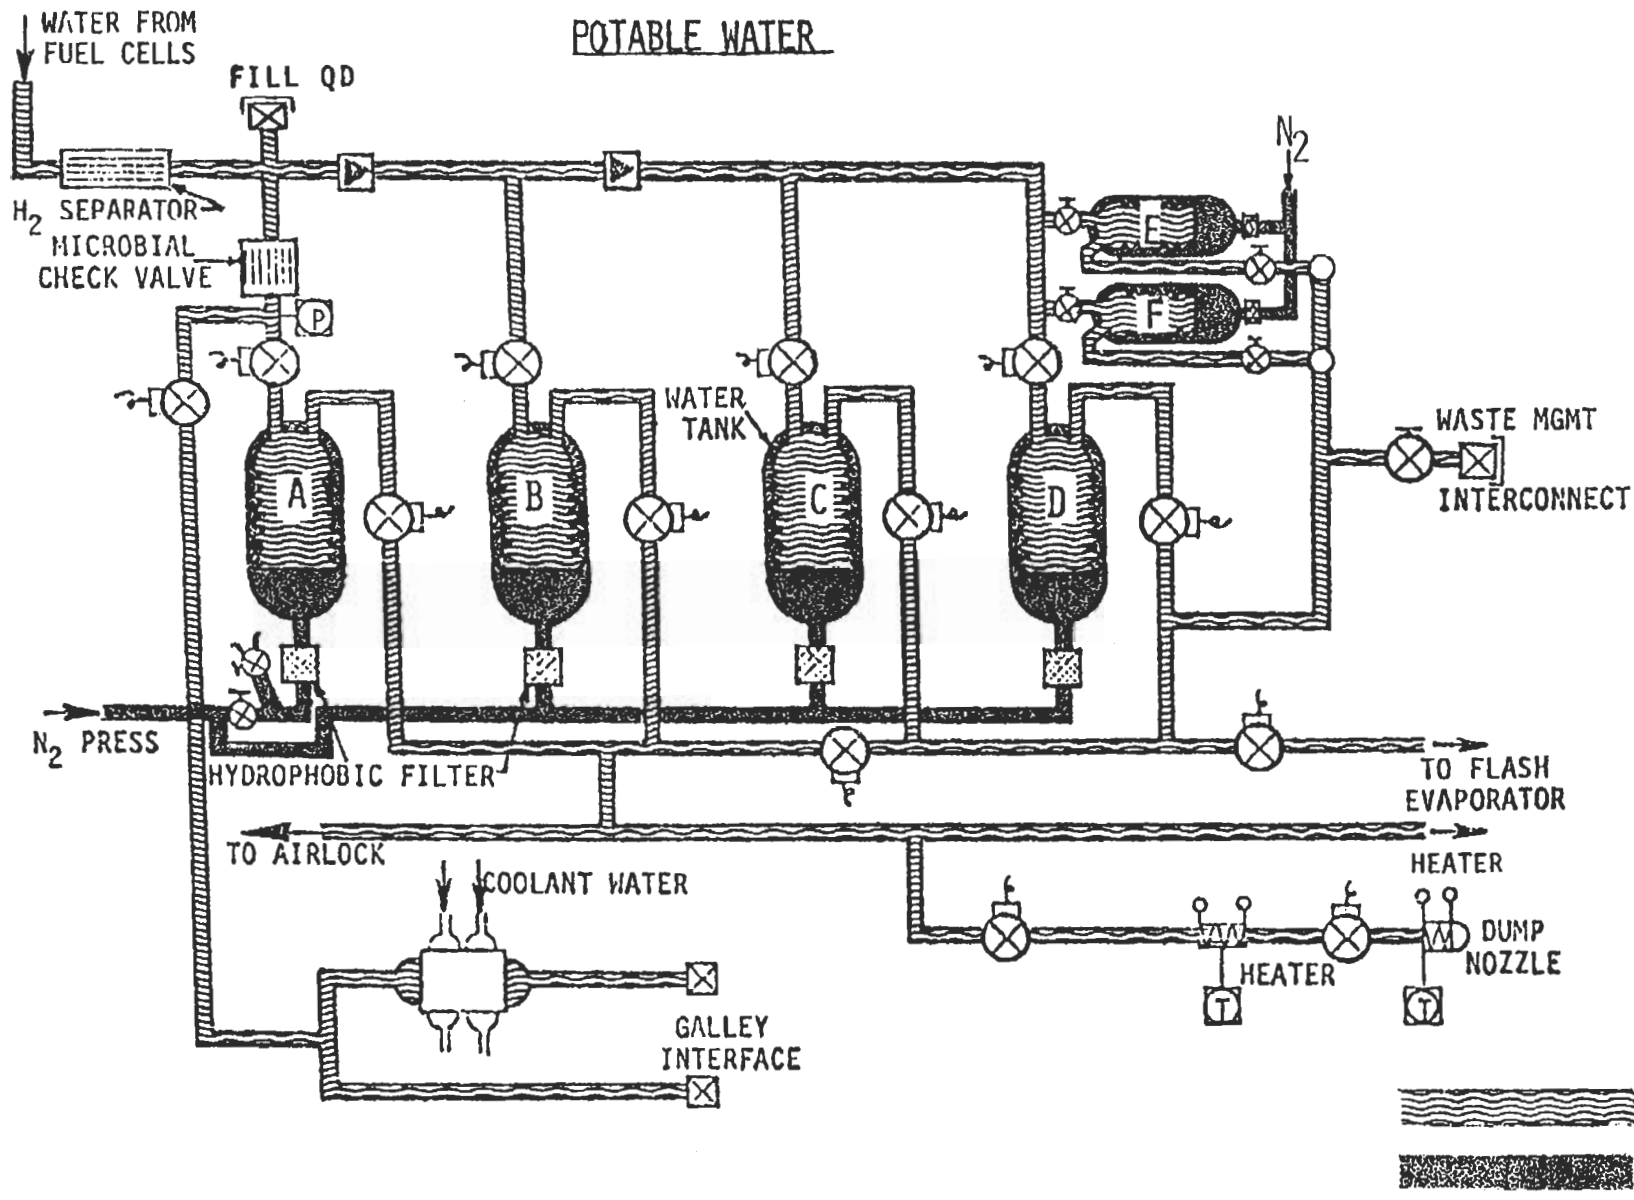 POTABLE WATER
WATER FROM
FUEL CELLS
FILL QD
N2
H2 SEPARATOR
MICROBIAL
CHECK VALVE
P
E
F
WATER
TANK
WASTE MGMT
INTERCONNECT
A
B
C
D
N2 PRESS
HYDROPHOBIC FILTER
TO FLASH
EVAPORATOR
TO AIRLOCK
HEATER
COOLANT WATER
DUMP
NOZZLE
HEATER
T
T
GALLEY
INTERFACE